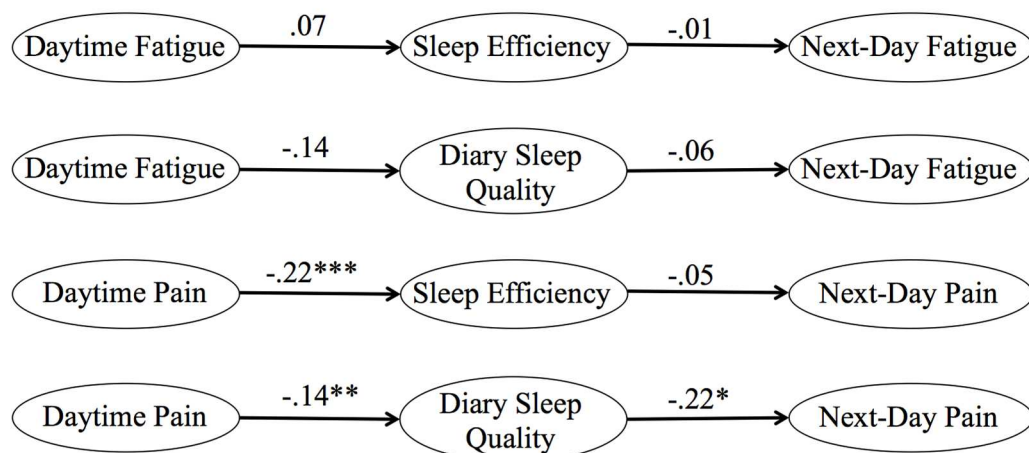 Daytime Fatigue .07 Sleep Efficiency -.01 Next-Day Fatigue
Daytime Fatigue -.14 Diary Sleep Quality -.06 Next-Day Fatigue
Daytime Pain -.22*** Sleep Efficiency -.05 Next-Day Pain
Daytime Pain -.14** Diary Sleep Quality -.22* Next-Day Pain